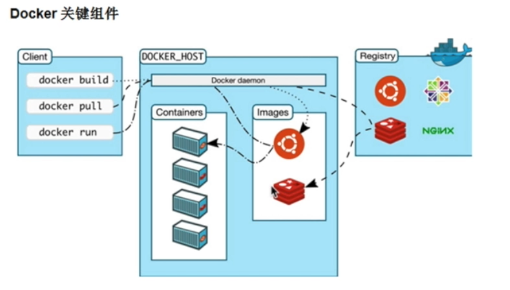 Docker 关键组件
Client
docker build
docker pull
docker run
DOCKER_HOST
Docker daemon
Containers
Images
Registry
NGINX